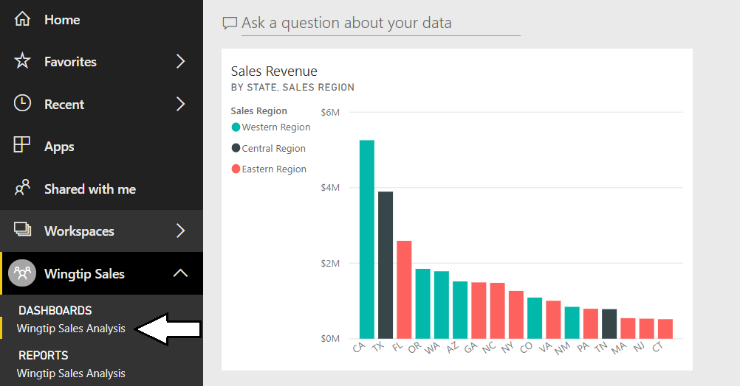 Home
Favorites
Recent
Apps
Shared with me
Workspaces
Wingtip Sales
DASHBOARDS
Wingtip Sales Analysis
REPORTS
Wingtip Sales Analysis
Ask a question about your data
Sales Revenue
BY STATE, SALES REGION
Sales Region
Western Region
Central Region
Eastern Region
$6M
$4M
$2M
$0M
CA TX FL OR WA AZ GA NC NY CO VA NM PA TN MA NJ CT